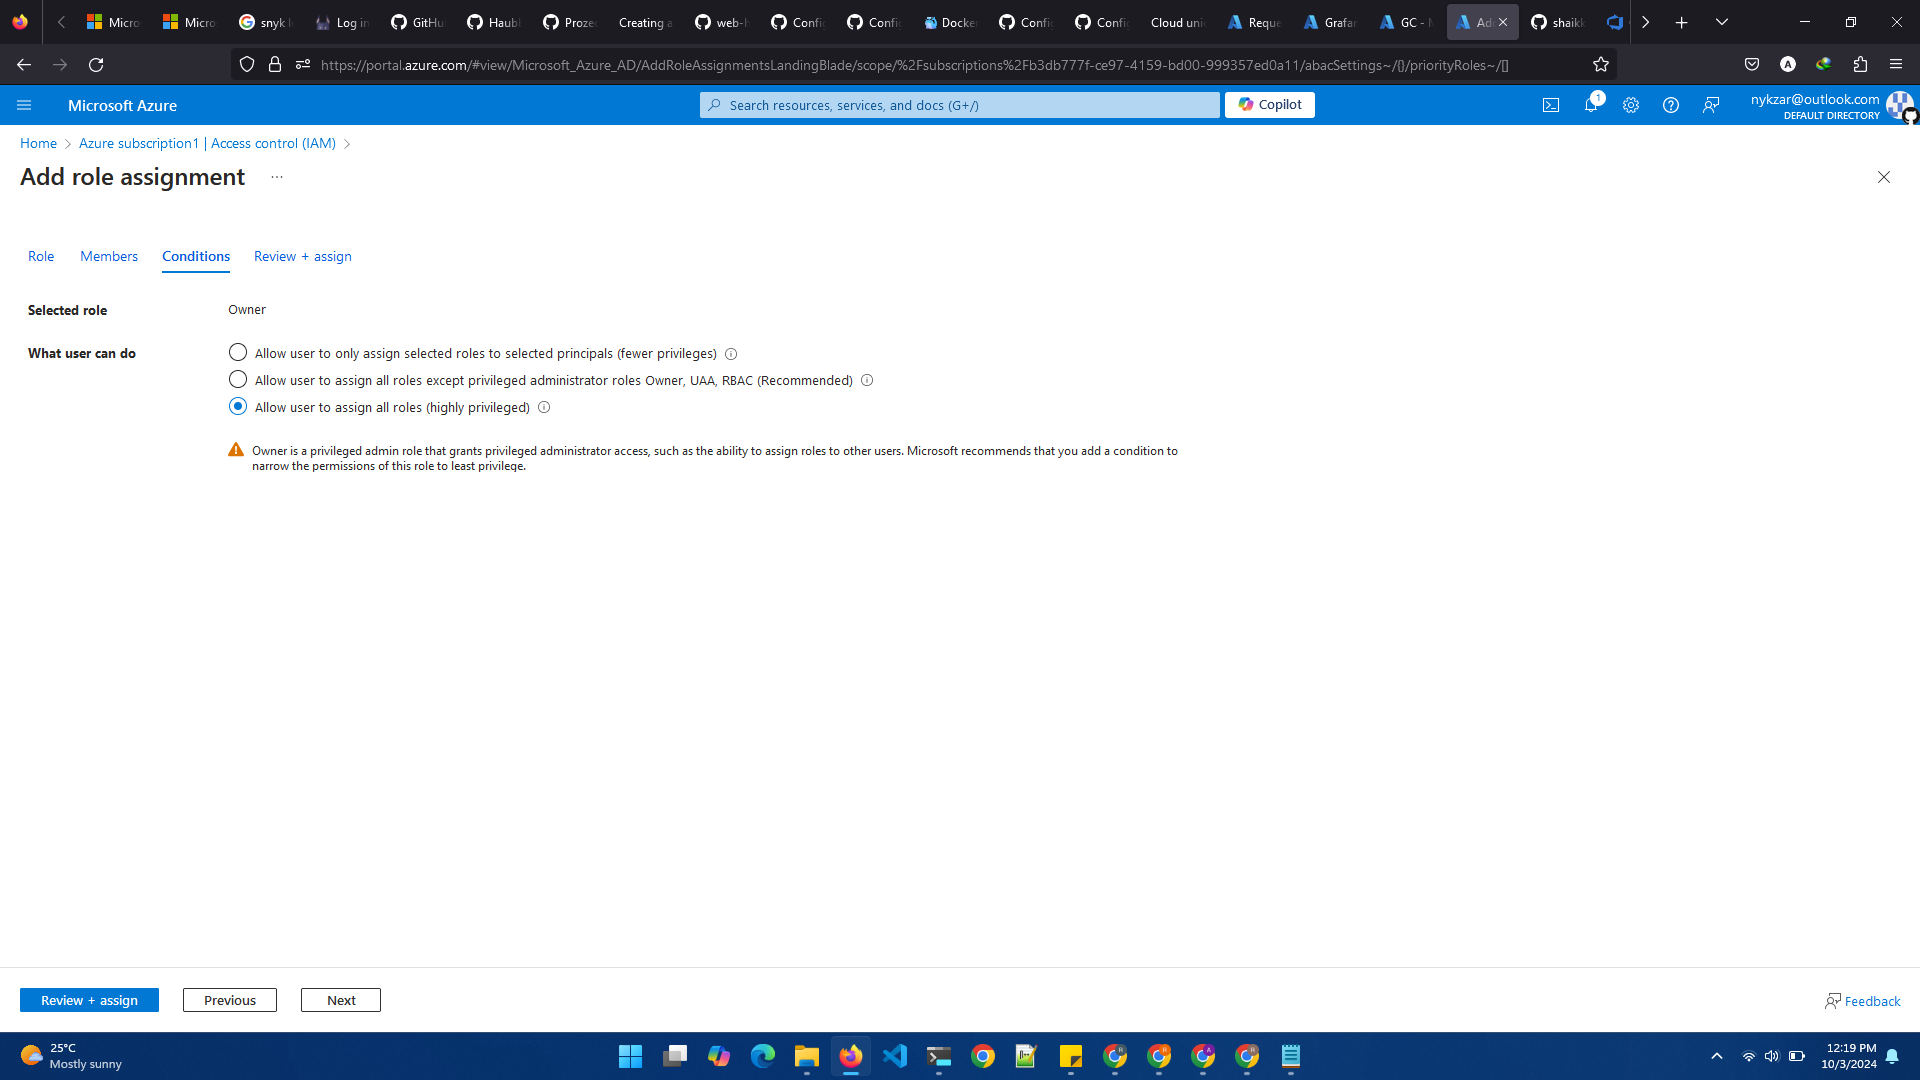 Micro
Micro
snyk l
Log in
GitHu
Haubl
Proze
Creating a
web-h
Config
Config
Docker
Config
Config
Cloud uni
Reque
Grafan
GC - M
Add
shaikk
https://portal.azure.com/#view/Microsoft_Azure_AD/AddRoleAssignmentsLandingBlade/scope/%2Fsubscriptions%2Fb3db777f-ce97-4159-bd00-999357ed0a11/abacSettings~/{}/priorityRoles~/[]
Microsoft Azure
Search resources, services, and docs (G+/)
Copilot
1
nykzar@outlook.com
DEFAULT DIRECTORY
Home > Azure subscription1 | Access control (IAM) >
Add role assignment ...
Role Members Conditions Review + assign
Selected role Owner
What user can do Allow user to only assign selected roles to selected principals (fewer privileges)
Allow user to assign all roles except privileged administrator roles Owner, UAA, RBAC (Recommended)
Allow user to assign all roles (highly privileged)
Owner is a privileged admin role that grants privileged administrator access, such as the ability to assign roles to other users. Microsoft recommends that you add a condition to
narrow the permissions of this role to least privilege.
Review + assign Previous Next
Feedback
25°C
Mostly sunny
12:19 PM
10/3/2024